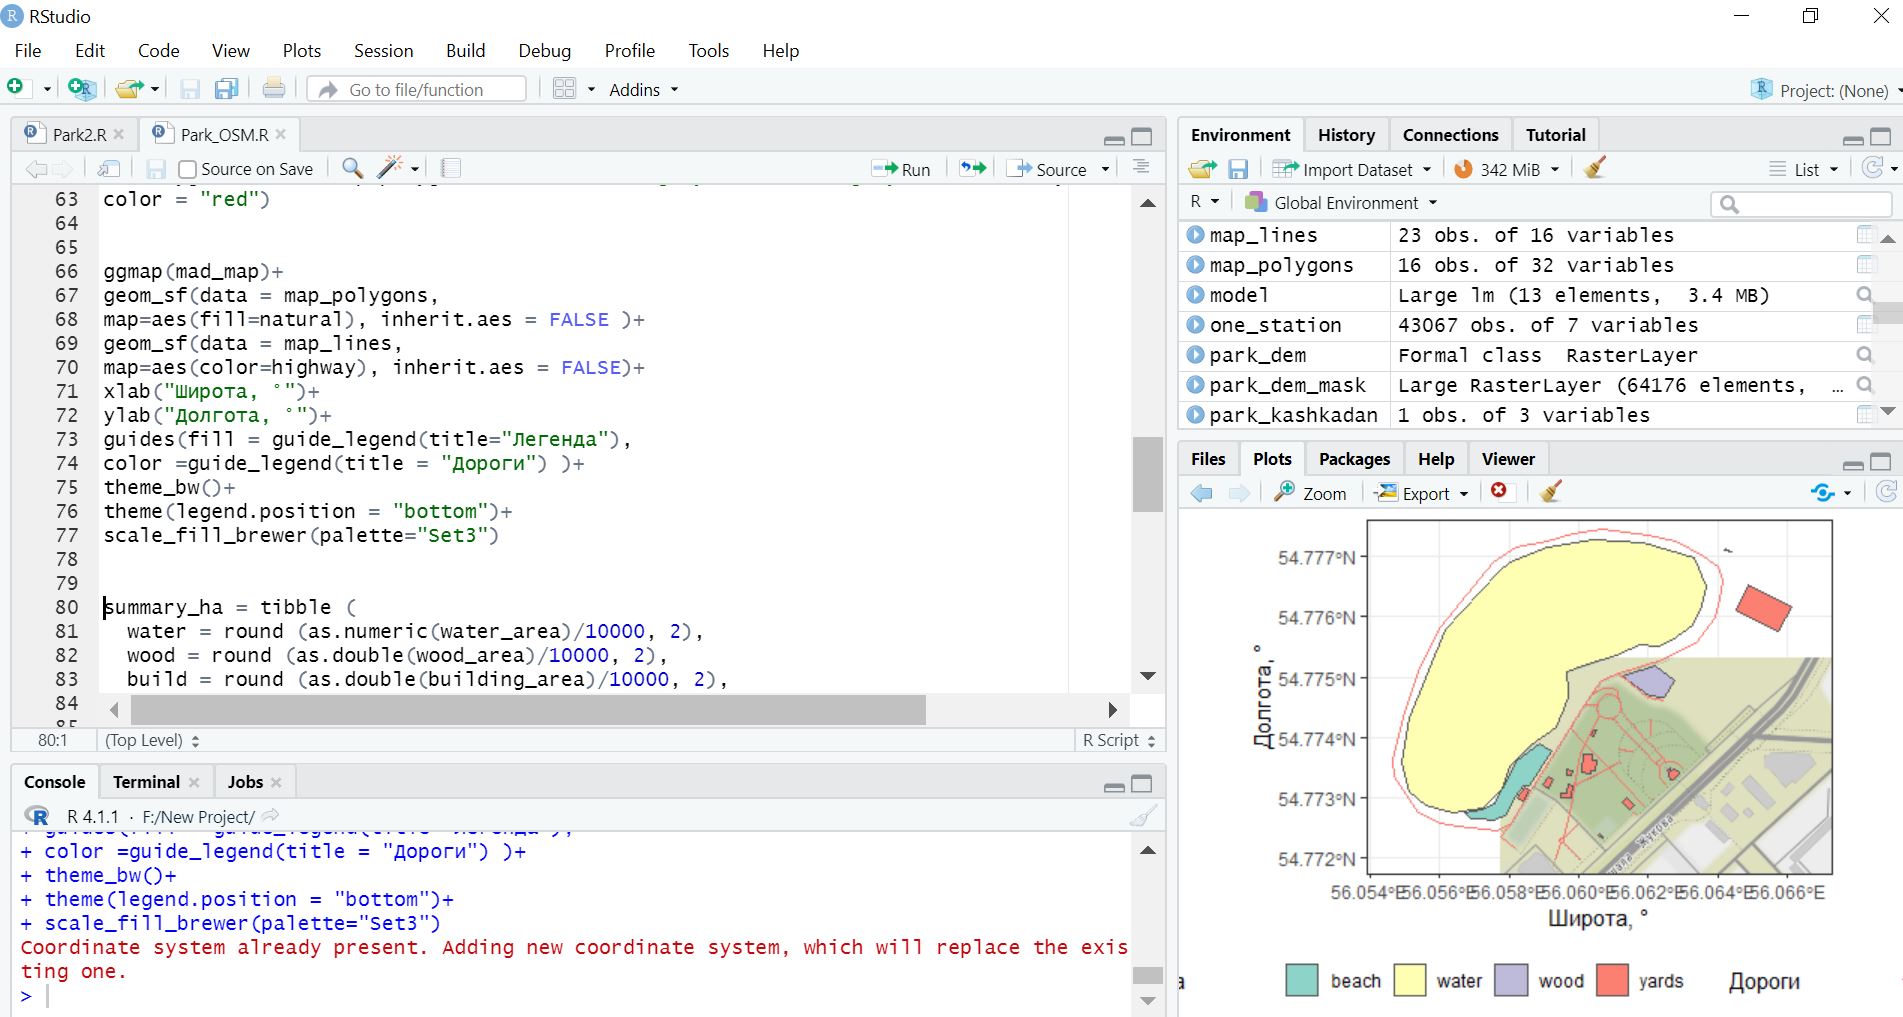 RStudio
File Edit Code View Plots Session Build Debug Profile Tools Help
Go to file/function Addins Project: (None)
Park2.R Park_OSM.R
Source on Save Run Source
63 color = "red")
64
65
66 ggmap(mad_map)+
67 geom_sf(data = map_polygons,
68 map=aes(fill=natural), inherit.aes = FALSE )+
69 geom_sf(data = map_lines,
70 map=aes(color=highway), inherit.aes = FALSE)+
71 xlab("Широта, °")+
72 ylab("Долгота, °")+
73 guides(fill = guide_legend(title="Легенда"),
74 color =guide_legend(title = "Дороги") )+
75 theme_bw()+
76 theme(legend.position = "bottom")+
77 scale_fill_brewer(palette="Set3")
78
79
80 summary_ha = tibble (
81 water = round (as.numeric(water_area)/10000, 2),
82 wood = round (as.double(wood_area)/10000, 2),
83 build = round (as.double(building_area)/10000, 2),
84
85
80:1 (Top Level) R Script
Console Terminal Jobs
R 4.1.1 · F:/New Project/
+ color =guide_legend(title = "Дороги") )+
+ theme_bw()+
+ theme(legend.position = "bottom")+
+ scale_fill_brewer(palette="Set3")
Coordinate system already present. Adding new coordinate system, which will replace the exis
ting one.
>
Environment History Connections Tutorial
Import Dataset 342 MiB List
R Global Environment
map_lines 23 obs. of 16 variables
map_polygons 16 obs. of 32 variables
model Large lm (13 elements, 3.4 MB)
one_station 43067 obs. of 7 variables
park_dem Formal class RasterLayer
park_dem_mask Large RasterLayer (64176 elements, …
park_kashkadan 1 obs. of 3 variables
Files Plots Packages Help Viewer
Zoom Export
54.777°N
54.776°N
54.775°N
54.774°N
54.773°N
54.772°N
Долгота, °
Жукова
56.054°E 56.056°E 56.058°E 56.060°E 56.062°E 56.064°E 56.066°E
Широта, °
а beach water wood yards Дороги